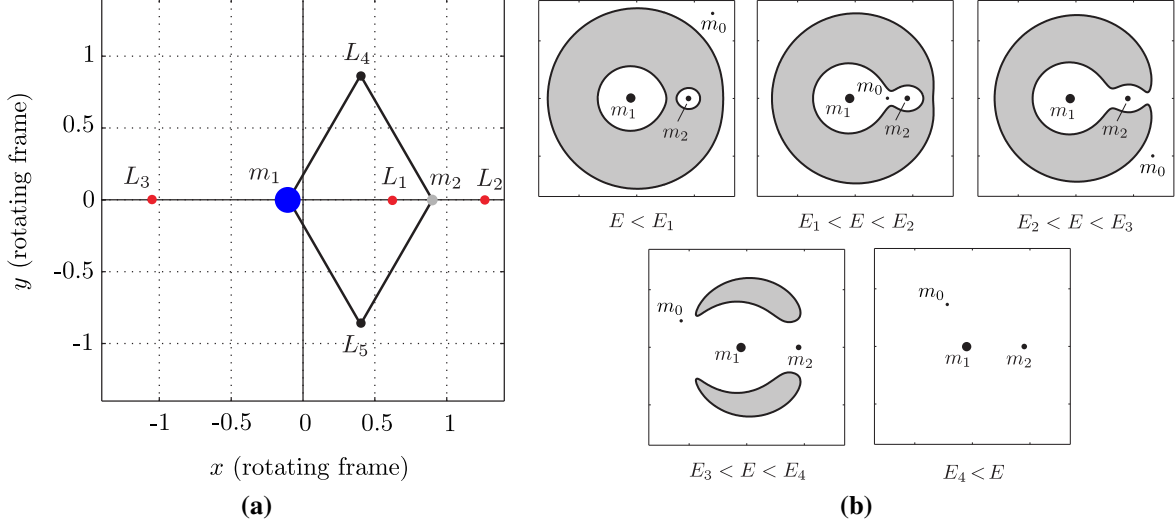 1
0.5
0
-0.5
-1
-1
-0.5
0
0.5
1
y (rotating frame)
x (rotating frame)
L₄
L₃
m₁
L₁
m₂
L₂
L₅
(a)
m₀
m₁
m₂
E < E₁
m₀
m₁
m₂
E₁ < E < E₂
m₀
m₁
m₂
E₂ < E < E₃
m₀
m₁
m₂
E₃ < E < E₄
m₀
m₁
m₂
E₄ < E
(b)